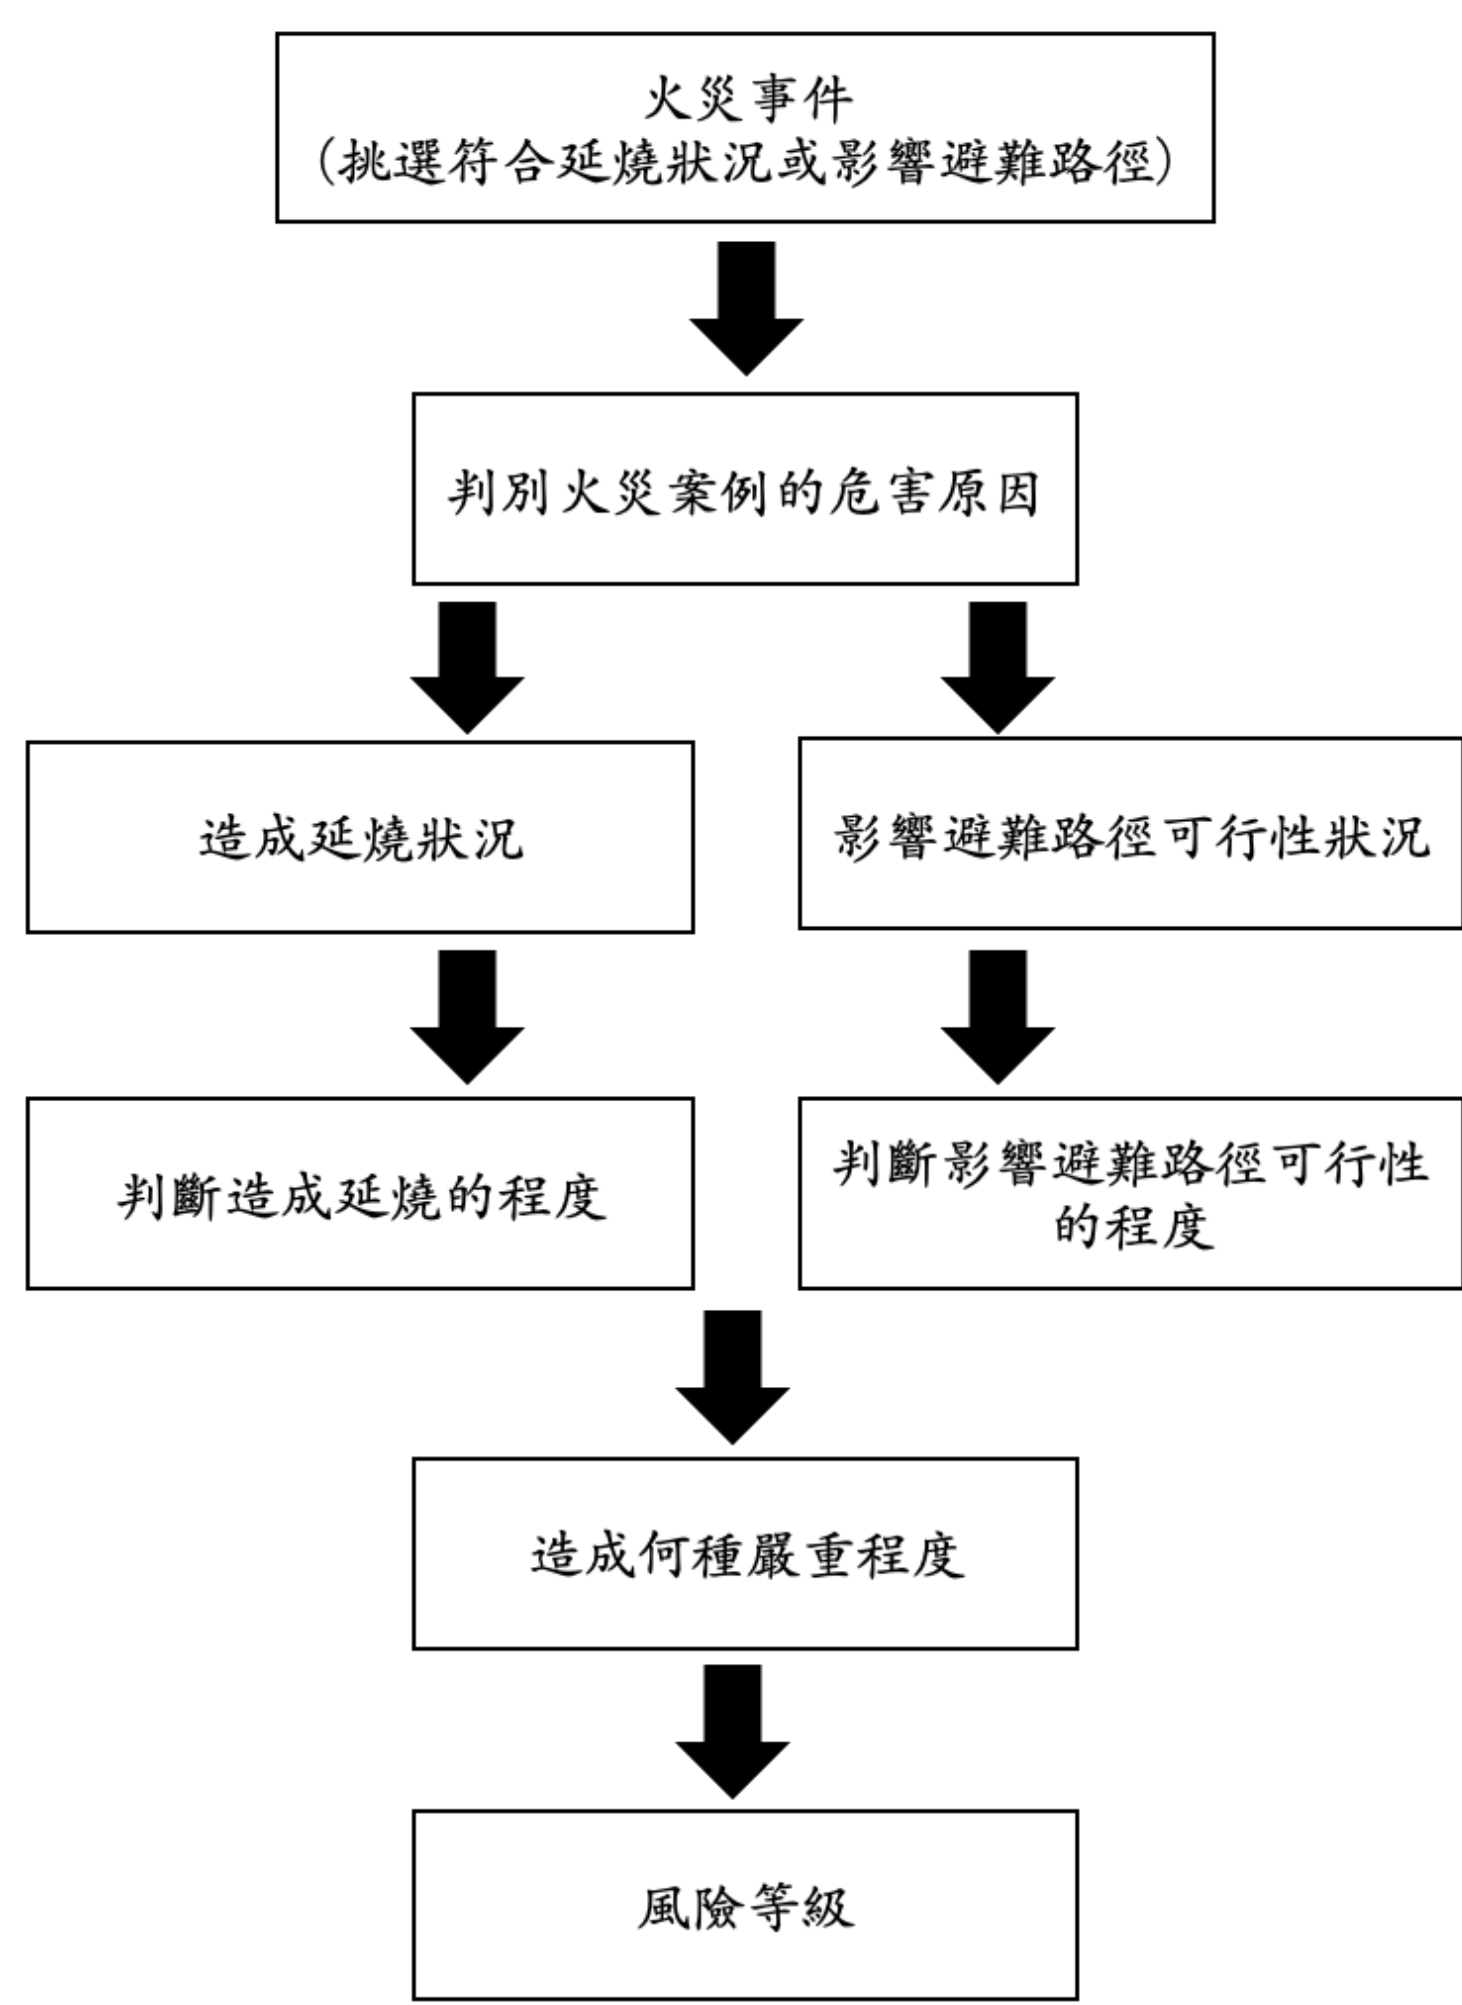 火災事件
(挑選符合延燒狀況或影響避難路徑)
判別火災案例的危害原因
造成延燒狀況
影響避難路徑可行性狀況
判斷造成延燒的程度
判斷影響避難路徑可行性
的程度
造成何種嚴重程度
風險等級